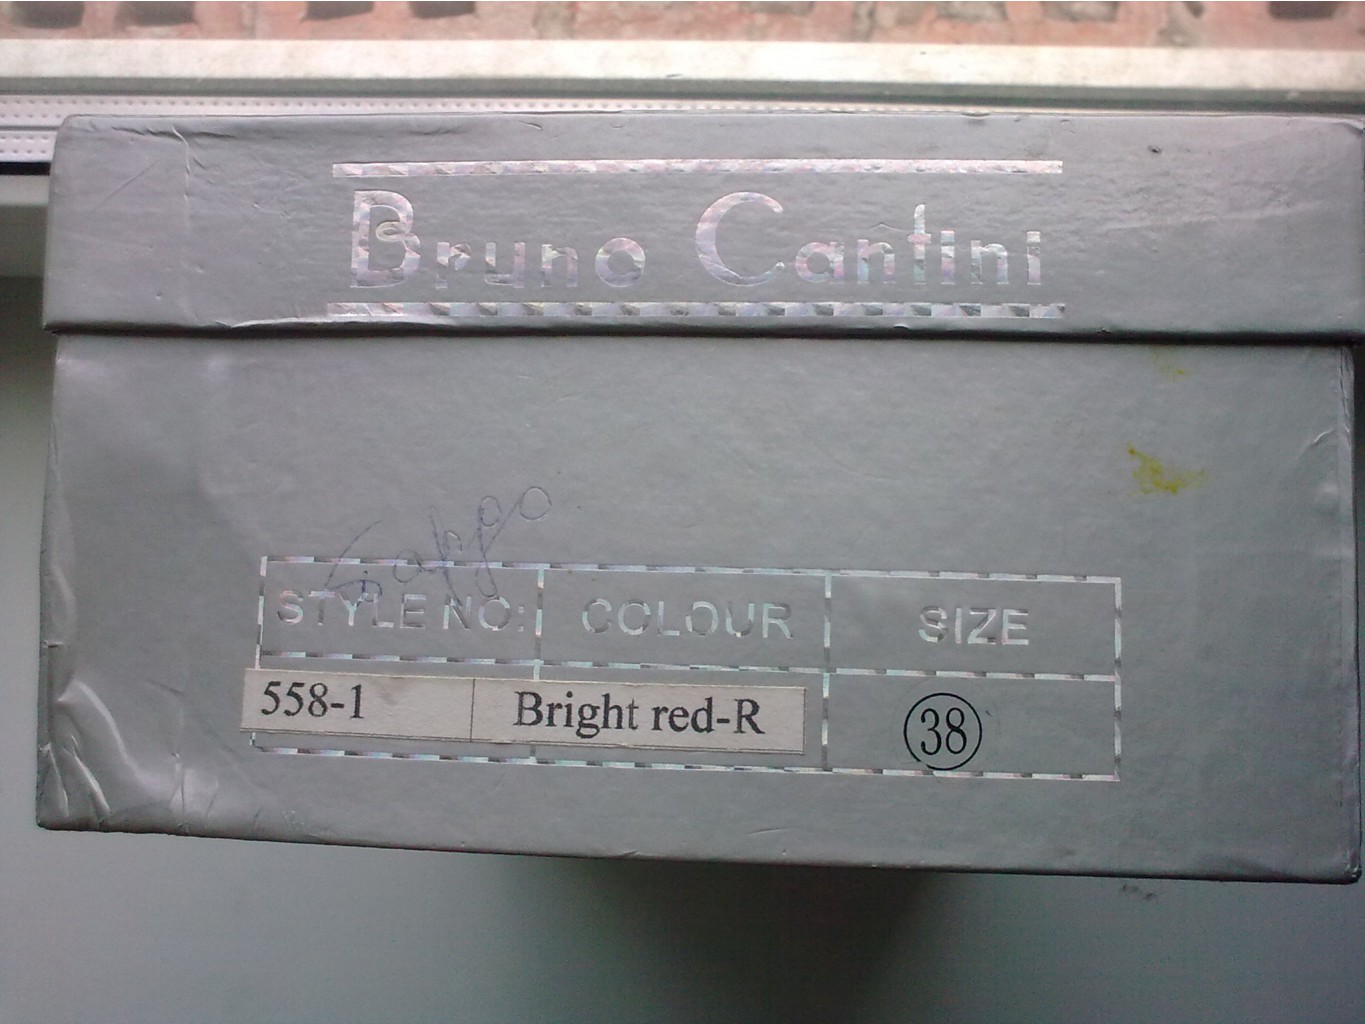 Bruno Cantini
STYLE NO: COLOUR SIZE
558-1 Bright red-R 38